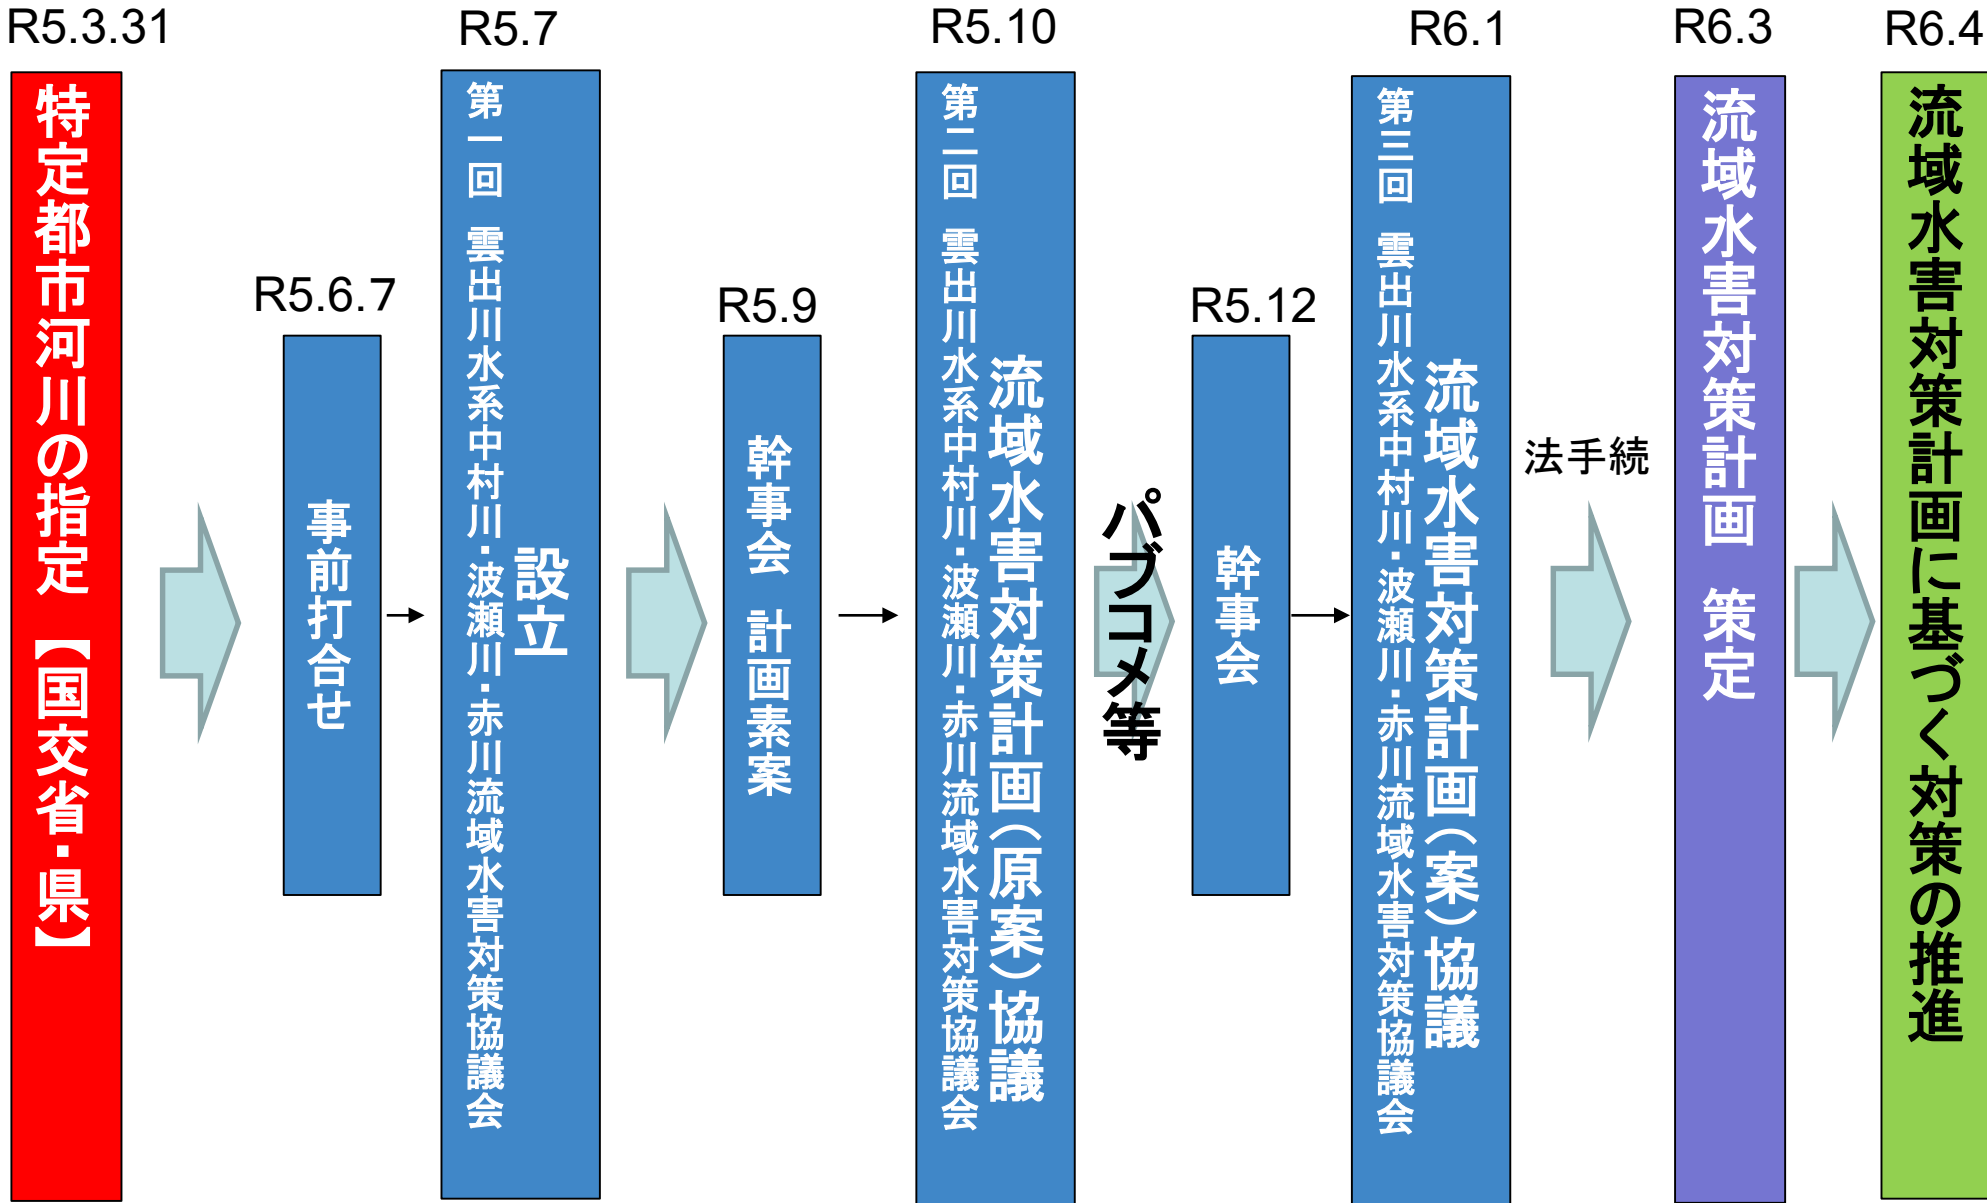 R5.3.31
特定都市河川の指定 【国交省・県】
R5.6.7
事前打合せ
R5.7
第一回 雲出川水系中村川・波瀬川・赤川流域水害対策協議会
設立
R5.9
幹事会 計画素案
R5.10
第二回 雲出川水系中村川・波瀬川・赤川流域水害対策協議会
流域水害対策計画(原案)協議
パブコメ等
R5.12
幹事会
R6.1
第三回 雲出川水系中村川・波瀬川・赤川流域水害対策協議会
流域水害対策計画(案)協議
法手続
R6.3
流域水害対策計画 策定
R6.4
流域水害対策計画に基づく対策の推進